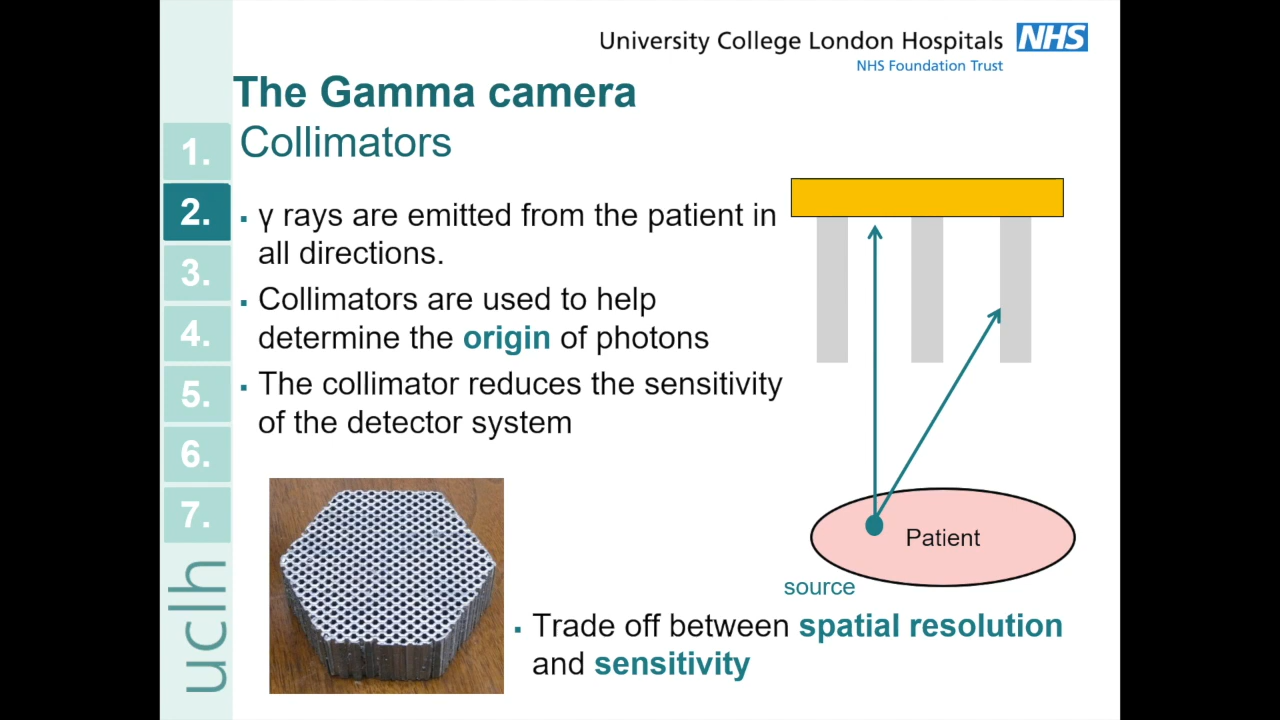 University College London Hospitals NHS
NHS Foundation Trust
The Gamma camera
Collimators
1.
2.
3.
4.
5.
6.
7.
uclh
▪ γ rays are emitted from the patient in
all directions.
▪ Collimators are used to help
determine the origin of photons
▪ The collimator reduces the sensitivity
of the detector system
Patient
source
▪ Trade off between spatial resolution
and sensitivity